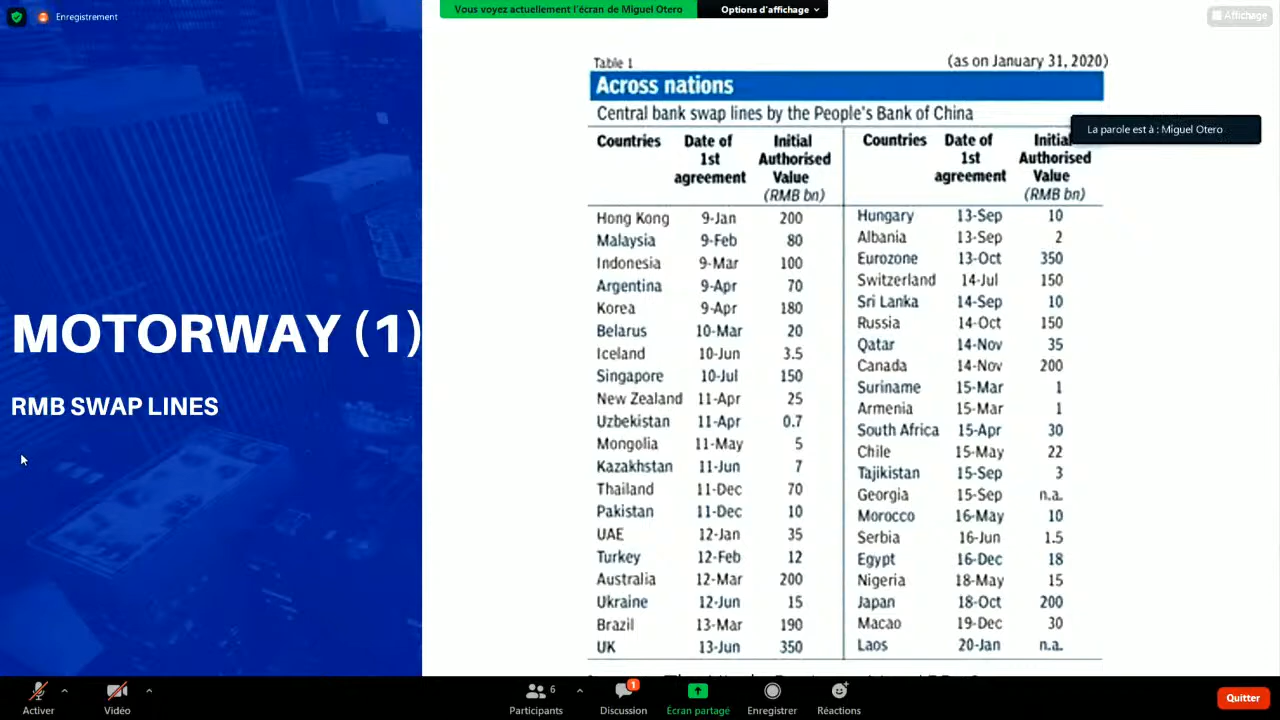 Enregistrement
Vous voyez actuellement l'écran de Miguel Otero
Options d'affichage
Affichage
MOTORWAY (1)
RMB SWAP LINES
Table 1
(as on January 31, 2020)
Across nations
Central bank swap lines by the People's Bank of China
La parole est à : Miguel Otero
Countries Date of 1st agreement Initial Authorised Value (RMB bn)
Hong Kong 9-Jan 200
Malaysia 9-Feb 80
Indonesia 9-Mar 100
Argentina 9-Apr 70
Korea 9-Apr 180
Belarus 10-Mar 20
Iceland 10-Jun 3.5
Singapore 10-Jul 150
New Zealand 11-Apr 25
Uzbekistan 11-Apr 0.7
Mongolia 11-May 5
Kazakhstan 11-Jun 7
Thailand 11-Dec 70
Pakistan 11-Dec 10
UAE 12-Jan 35
Turkey 12-Feb 12
Australia 12-Mar 200
Ukraine 12-Jun 15
Brazil 13-Mar 190
UK 13-Jun 350
Countries Date of 1st agreement Initial Authorised Value (RMB bn)
Hungary 13-Sep 10
Albania 13-Sep 2
Eurozone 13-Oct 350
Switzerland 14-Jul 150
Sri Lanka 14-Sep 10
Russia 14-Oct 150
Qatar 14-Nov 35
Canada 14-Nov 200
Suriname 15-Mar 1
Armenia 15-Mar 1
South Africa 15-Apr 30
Chile 15-May 22
Tajikistan 15-Sep 3
Georgia 15-Sep n.a.
Morocco 16-May 10
Serbia 16-Jun 1.5
Egypt 16-Dec 18
Nigeria 18-May 15
Japan 18-Oct 200
Macao 19-Dec 30
Laos 20-Jan n.a.
Activer
Vidéo
6
Participants
1
Discussion
Écran partagé
Enregistrer
Réactions
Quitter